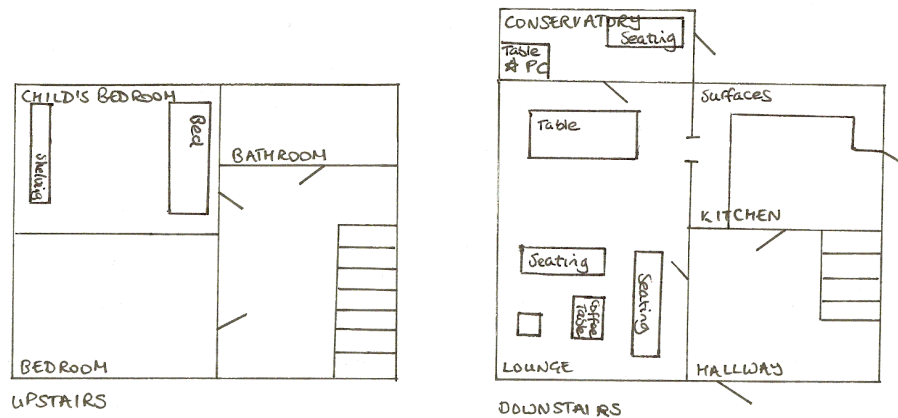 CHILD'S BEDROOM
Shelving
Bed
BATHROOM
BEDROOM
UPSTAIRS
CONSERVATORY
Seating
Table
☆ PC
Table
Surfaces
KITCHEN
Seating
Seating
Coffee
Table
LOUNGE
HALLWAY
DOWNSTAIRS